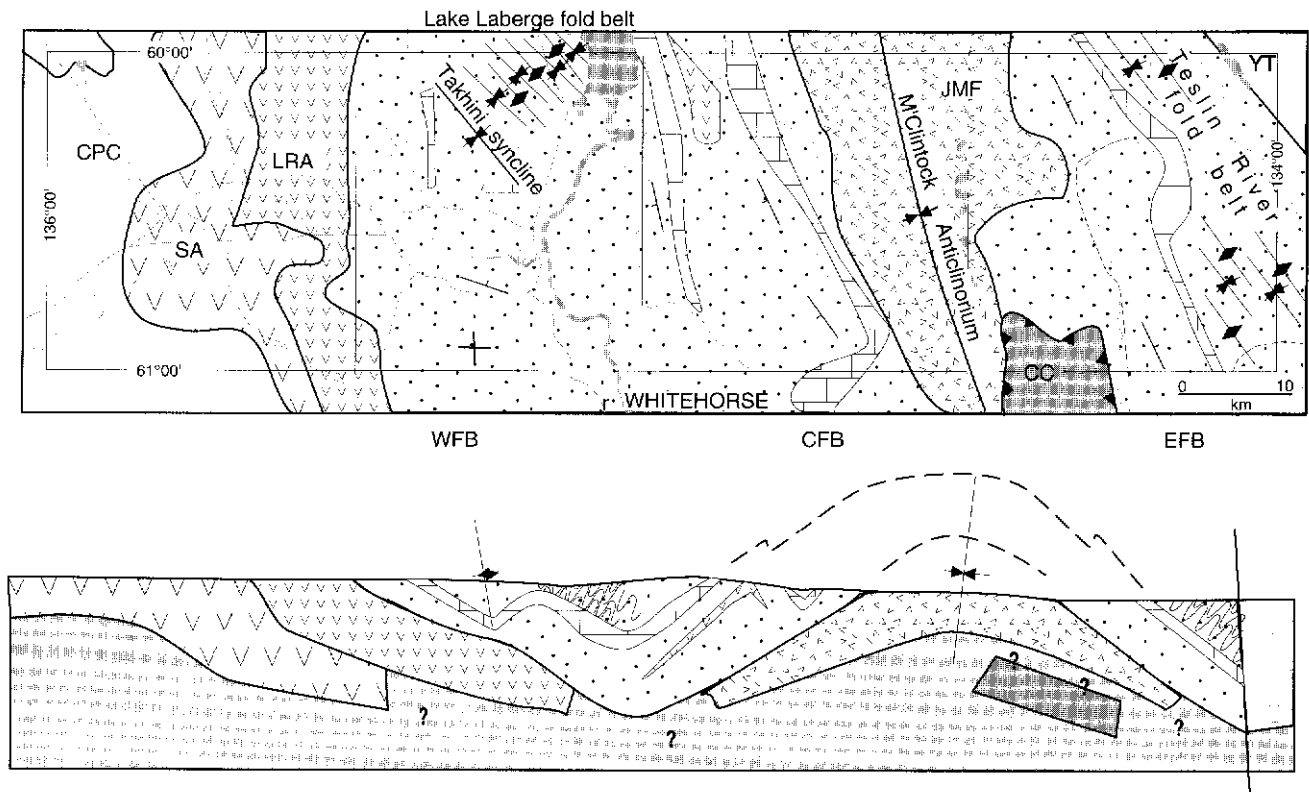 Lake Laberge fold belt
60°00'
YT
JMF
Teslin River
fold belt
Takhini syncline
M'Clintock Anticlinorium
CPC
LRA
136°00'
134°00'
SA
CC
61°00'
0 10
km
WHITEHORSE
WFB CFB EFB
?
?
?
?
?